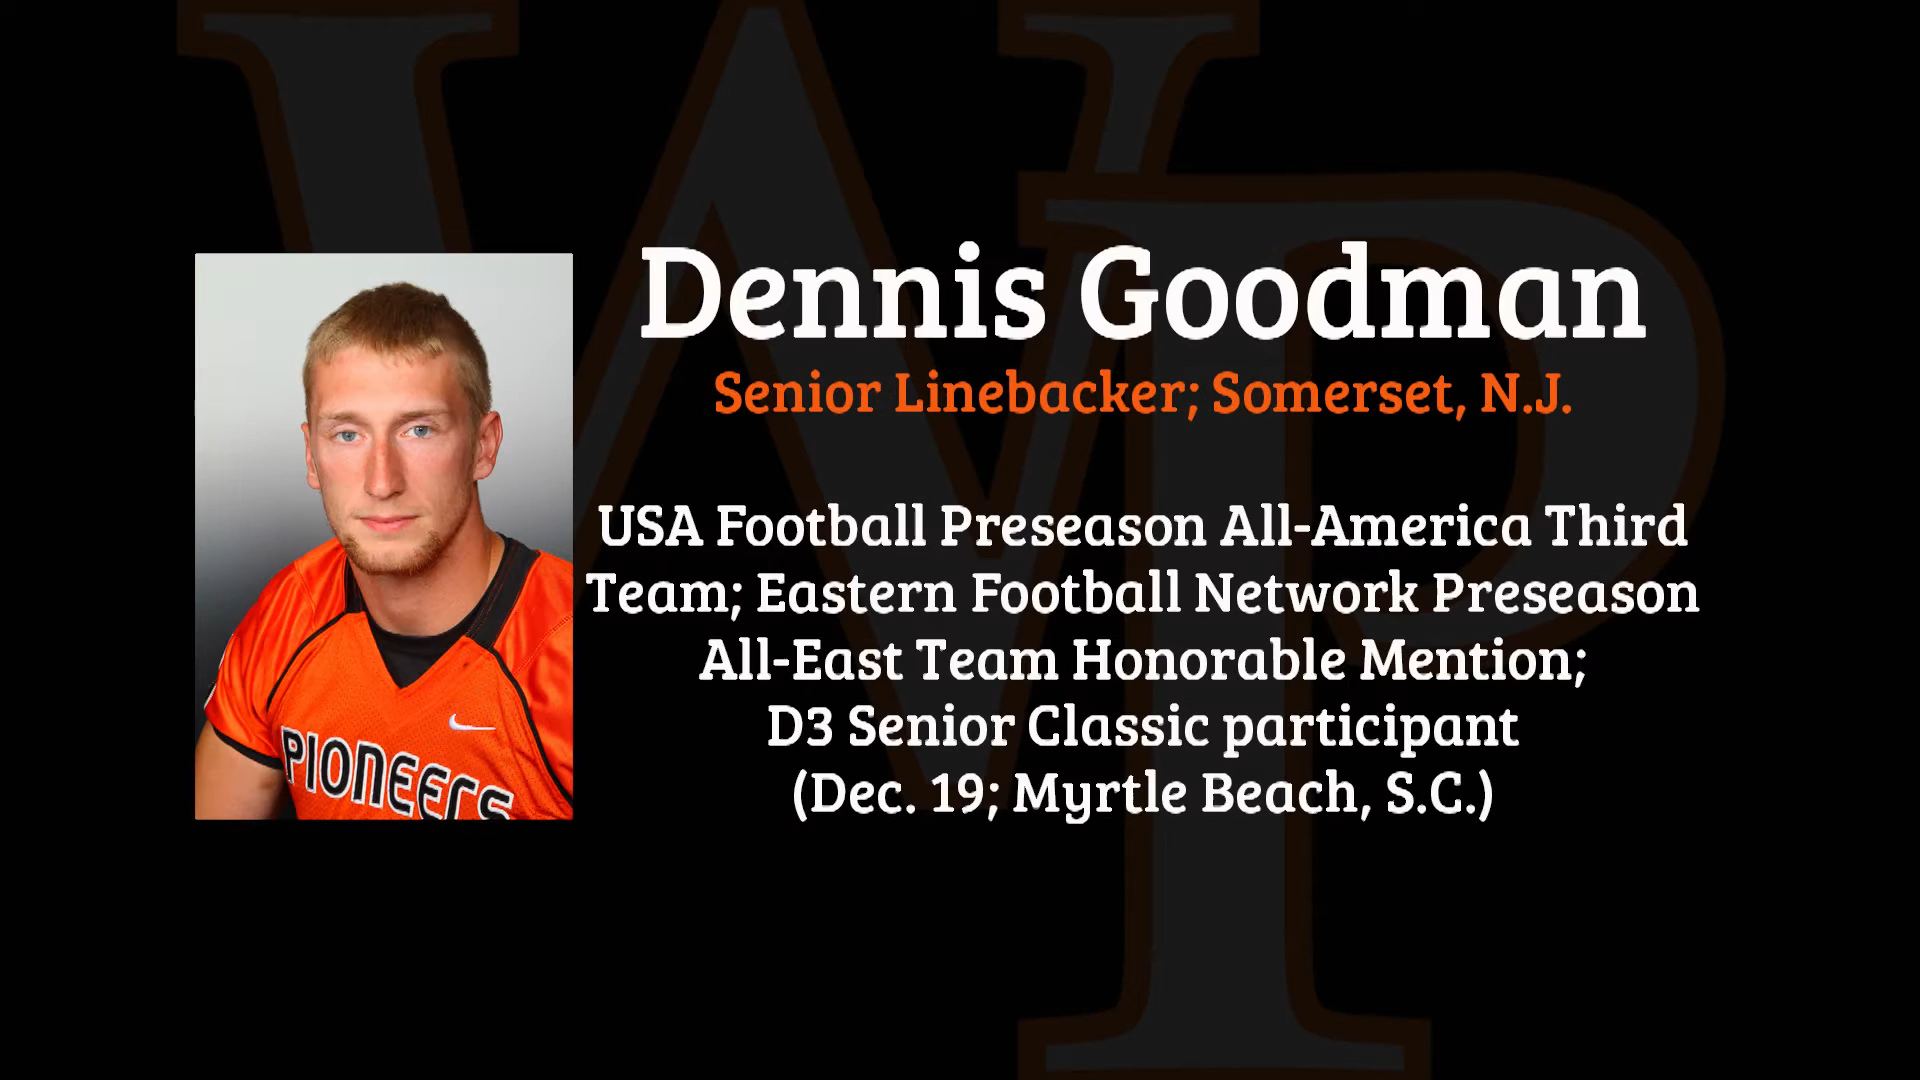 Dennis Goodman
Senior Linebacker; Somerset, N.J.
USA Football Preseason All-America Third
Team; Eastern Football Network Preseason
All-East Team Honorable Mention;
D3 Senior Classic participant
(Dec. 19; Myrtle Beach, S.C.)
PIONEERS
WP